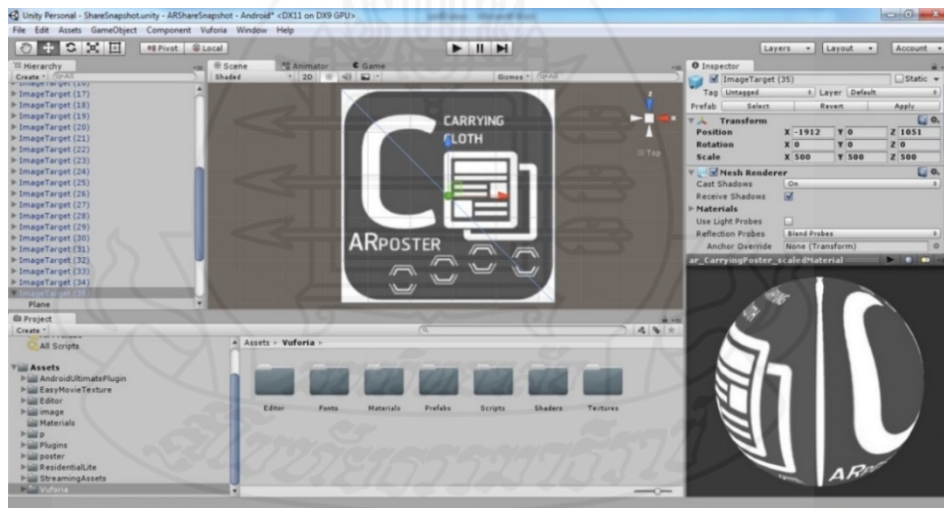 Unity Personal - ShareSnapshot.unity - ARShareSnapshot - Android* <DX11 on DX9 GPU>
File Edit Assets GameObject Component Vuforia Window Help
Pivot Local Layers Layout Account
Hierarchy
Create All
ImageTarget (16)
ImageTarget (17)
ImageTarget (18)
ImageTarget (19)
ImageTarget (20)
ImageTarget (21)
ImageTarget (22)
ImageTarget (23)
ImageTarget (24)
ImageTarget (25)
ImageTarget (26)
ImageTarget (27)
ImageTarget (28)
ImageTarget (29)
ImageTarget (30)
ImageTarget (31)
ImageTarget (32)
ImageTarget (33)
ImageTarget (34)
ImageTarget (35)
Plane
Scene Animator Game
Shaded 2D Gizmos All
C CARRYING
CLOTH
ARPOSTER
z
x
Top
Inspector
ImageTarget (35) Static
Tag Untagged Layer Default
Prefab Select Revert Apply
Transform
Position X -1912 Y 0 Z 1051
Rotation X 0 Y 0 Z 0
Scale X 500 Y 500 Z 500
Mesh Renderer
Cast Shadows On
Receive Shadows
Materials
Use Light Probes
Reflection Probes Blend Probes
Anchor Override None (Transform)
ar_CarryingPoster_scaledMaterial
C
Project
Create
All Scripts
Assets
AndroidUltimatePlugin
EasyMovieTexture
Editor
image
Materials
p
Plugins
poster
ResidentialLite
StreamingAssets
Vuforia
Assets Vuforia
Editor Fonts Materials Prefabs Scripts Shaders Textures